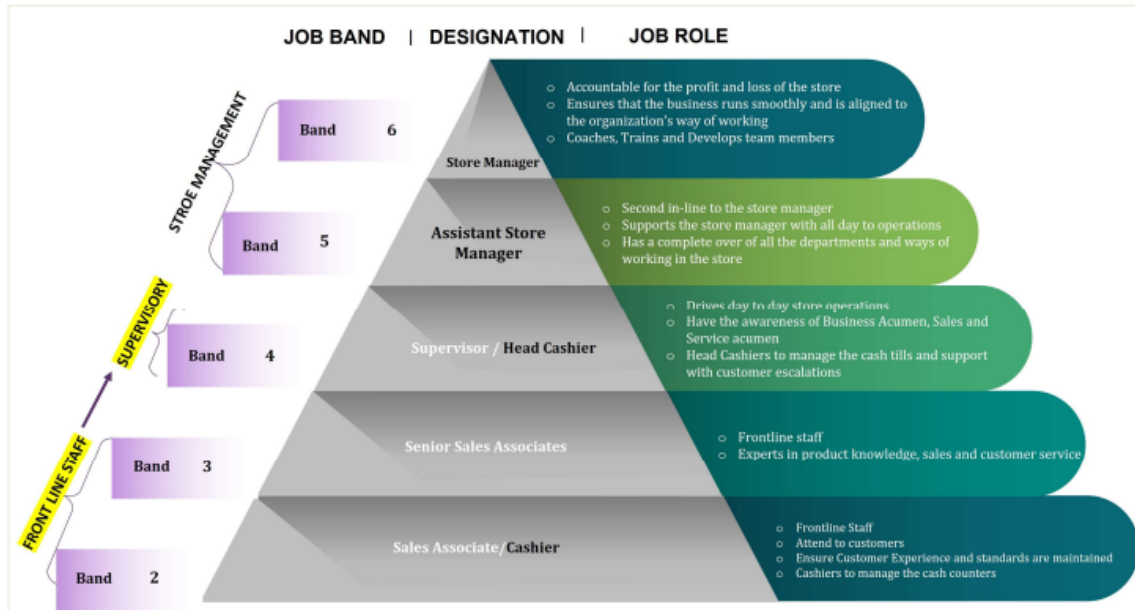 JOB BAND | DESIGNATION | JOB ROLE
STROE MANAGEMENT
Band 6
Store Manager
o Accountable for the profit and loss of the store
o Ensures that the business runs smoothly and is aligned to
the organization's way of working
o Coaches, Trains and Develops team members
Band 5
Assistant Store
Manager
o Second in-line to the store manager
o Supports the store manager with all day to operations
o Has a complete over of all the departments and ways of
working in the store
SUPERVISORY
Band 4
Supervisor / Head Cashier
o Drives day to day store operations
o Have the awareness of Business Acumen, Sales and
Service acumen
o Head Cashiers to manage the cash tills and support
with customer escalations
FRONT LINE STAFF
Band 3
Senior Sales Associates
o Frontline staff
o Experts in product knowledge, sales and customer service
Band 2
Sales Associate/Cashier
o Frontline Staff
o Attend to customers
o Ensure Customer Experience and standards are maintained
o Cashiers to manage the cash counters